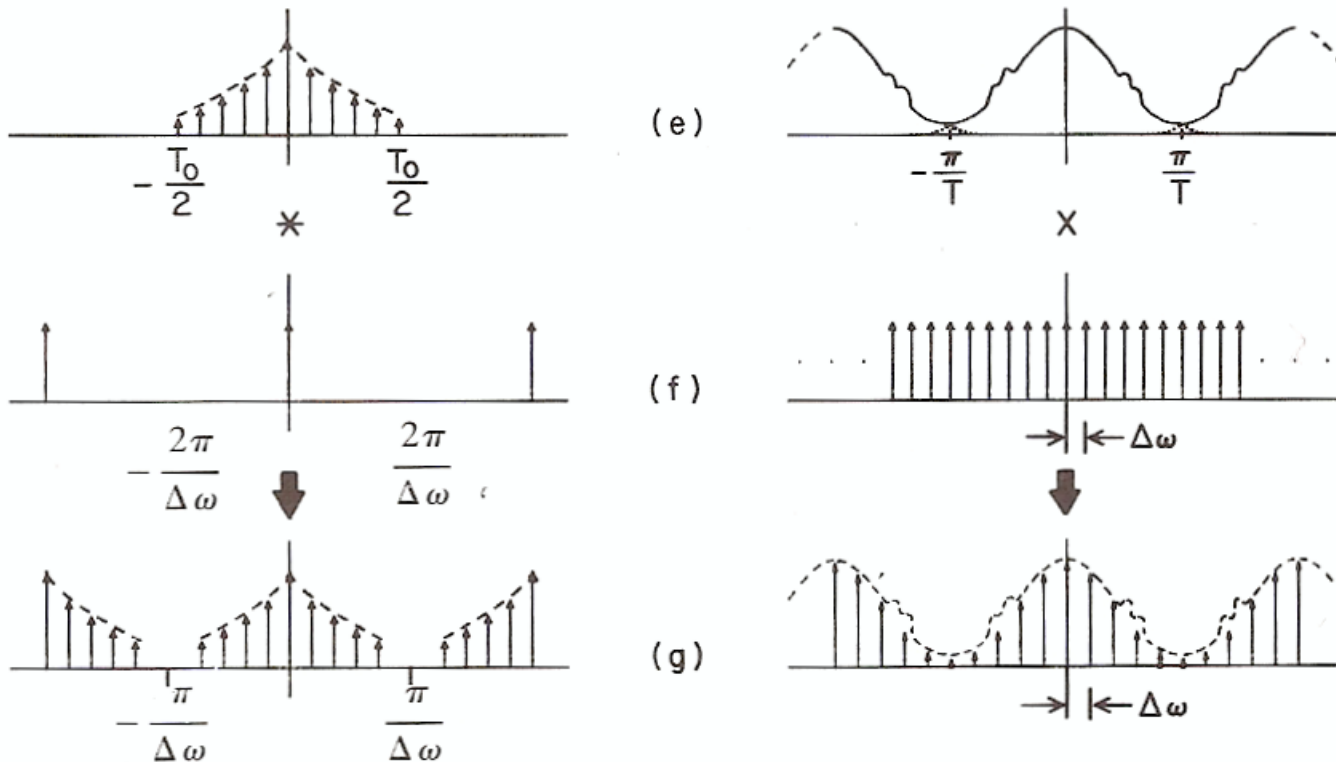 (e)
-T₀/2
T₀/2
-π/T
π/T
*
X
(f)
-2π/Δω
2π/Δω
Δω
(g)
-π/Δω
π/Δω
Δω